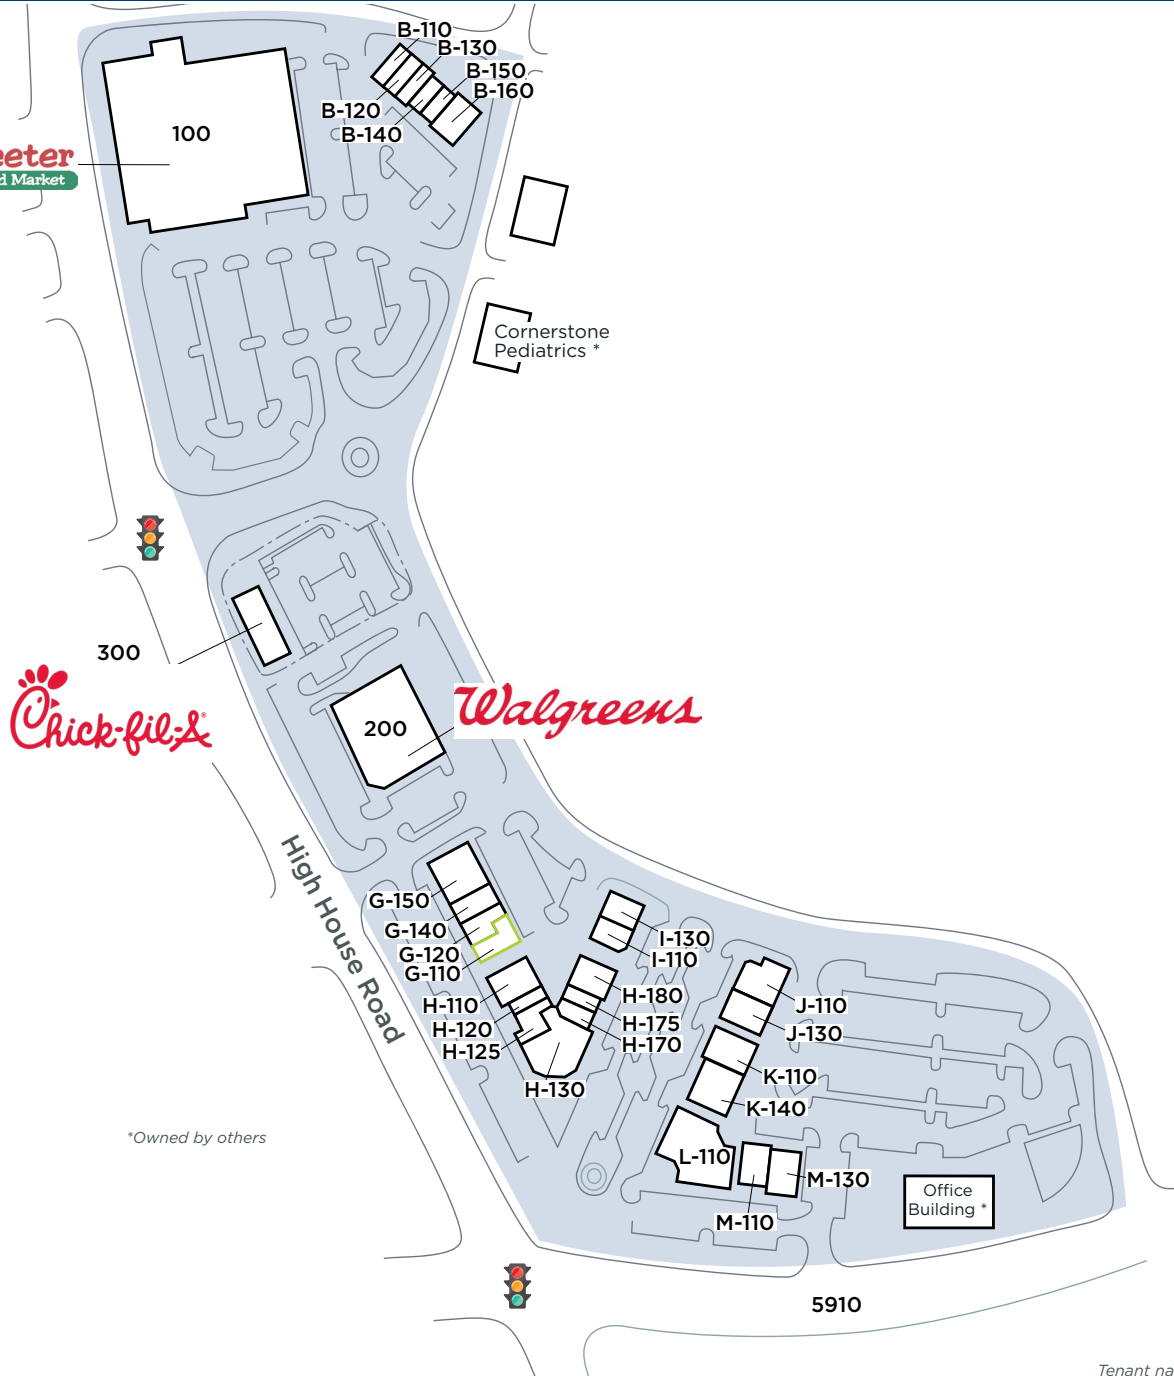 B-110
B-130
B-150
B-160
B-120
B-140
100
eeter
d Market
Cornerstone
Pediatrics *
300
Chick-fil-A
200
Walgreens
High House Road
G-150
G-140
G-120
G-110
I-130
I-110
H-110
H-120
H-125
H-130
H-180
H-175
H-170
J-110
J-130
K-110
K-140
L-110
M-130
M-110
Office
Building *
*Owned by others
5910
Tenant na